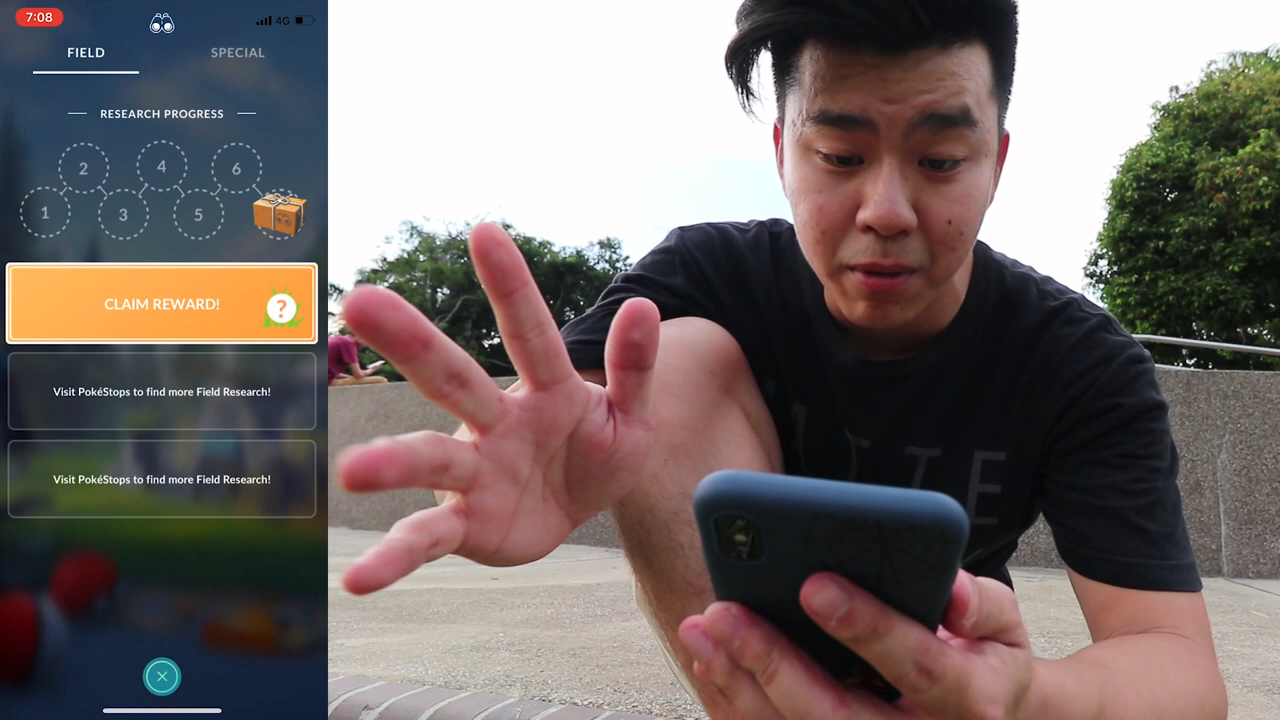 7:08
4G
FIELD
SPECIAL
RESEARCH PROGRESS
2
4
6
1
3
5
CLAIM REWARD!
?
Visit PokéStops to find more Field Research!
Visit PokéStops to find more Field Research!